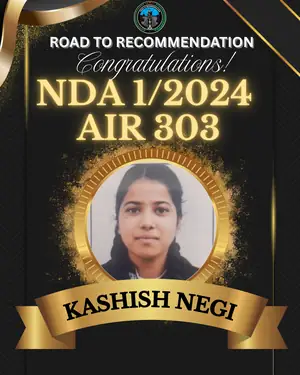 ROAD TO RECOMMENDATION
Congratulations!
NDA 1/2024
AIR 303
KASHISH NEGI